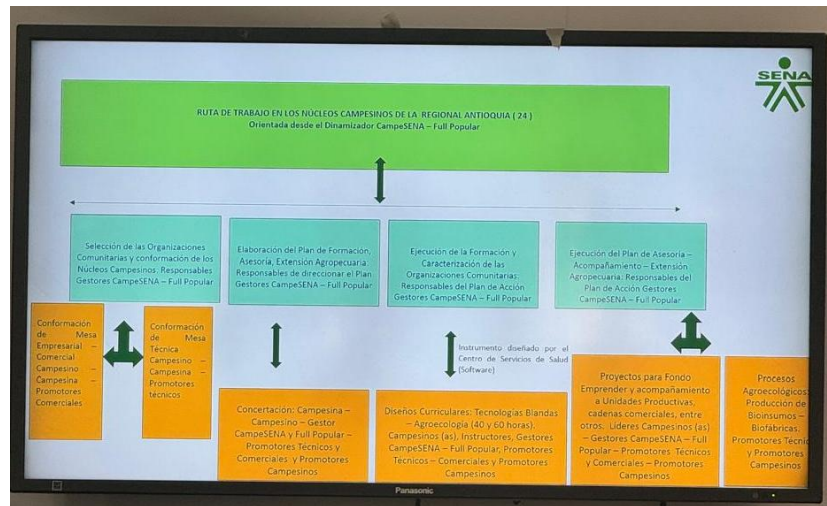 SENA
RUTA DE TRABAJO EN LOS NÚCLEOS CAMPESINOS DE LA REGIONAL ANTIOQUIA ( 24 )
Orientada desde el Dinamizador CampeSENA – Full Popular
Selección de las Organizaciones
Comunitarias y conformación de los
Núcleos Campesinos: Responsables
Gestores CampeSENA – Full Popular
Elaboración del Plan de Formación,
Asesoría, Extensión Agropecuaria:
Responsables de direccionar el Plan
Gestores CampeSENA – Full Popular
Ejecución de la Formación y
Caracterización de las
Organizaciones Comunitarias:
Responsables del Plan de Acción
Gestores CampeSENA – Full Popular
Ejecución del Plan de Asesoría –
Acompañamiento – Extensión
Agropecuaria: Responsables del
Plan de Acción Gestores
CampeSENA – Full Popular
Conformación
de Mesa
Empresarial –
Comercial
Campesino –
Campesina –
Promotores
Comerciales
Conformación
de Mesa
Técnica
Campesino –
Campesina –
Promotores
técnicos
Concertación: Campesina –
Campesino – Gestor
CampeSENA y Full Popular –
Promotores Técnicos y
Comerciales y Promotores
Campesinos
Instrumento diseñado por el
Centro de Servicios de Salud
(Software)
Diseños Curriculares: Tecnologías Blandas
– Agroecología (40 y 60 horas).
Campesinos (as), Instructores, Gestores
CampeSENA – Full Popular, Promotores
Técnicos – Comerciales y Promotores
Campesinos
Proyectos para Fondo
Emprender y acompañamiento
a Unidades Productivas,
cadenas comerciales, entre
otros. Líderes Campesinos (as)
– Gestores CampeSENA – Full
Popular – Promotores Técnicos
y Comerciales – Promotores
Campesinos
Procesos
Agroecológicos:
Producción de
Bioinsumos –
Biofábricas.
Promotores Técnic
y Promotores
Campesinos
Panasonic